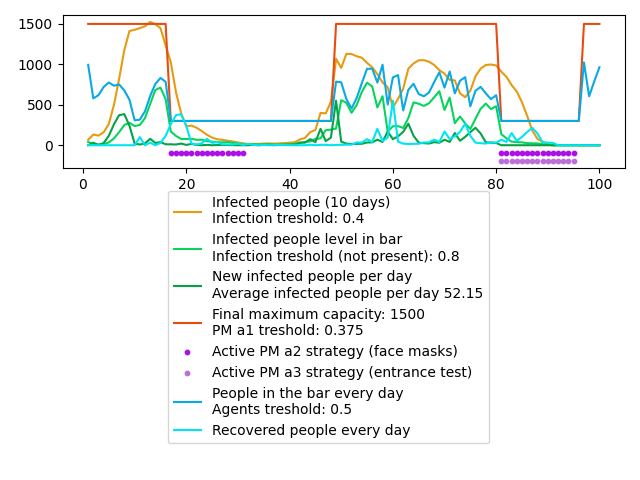 1500
1000
500
0
0 20 40 60 80 100
Infected people (10 days)
Infection treshold: 0.4
Infected people level in bar
Infection treshold (not present): 0.8
New infected people per day
Average infected people per day 52.15
Final maximum capacity: 1500
PM a1 treshold: 0.375
Active PM a2 strategy (face masks)
Active PM a3 strategy (entrance test)
People in the bar every day
Agents treshold: 0.5
Recovered people every day